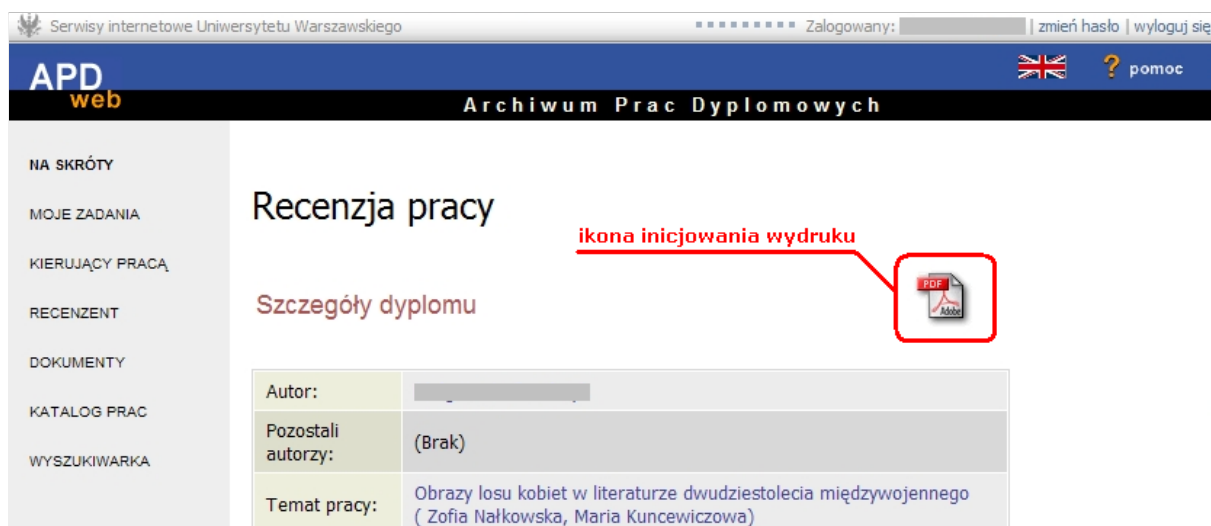 Serwisy internetowe Uniwersytetu Warszawskiego
Zalogowany: | zmień hasło | wyloguj się
APD
web
? pomoc
Archiwum Prac Dyplomowych
NA SKRÓTY
MOJE ZADANIA
KIERUJĄCY PRACĄ
RECENZENT
DOKUMENTY
KATALOG PRAC
WYSZUKIWARKA
Recenzja pracy
ikona inicjowania wydruku
PDF
Adobe
Szczegóły dyplomu
Autor:
Pozostali autorzy: (Brak)
Temat pracy: Obrazy losu kobiet w literaturze dwudziestolecia międzywojennego
( Zofia Nałkowska, Maria Kuncewiczowa)